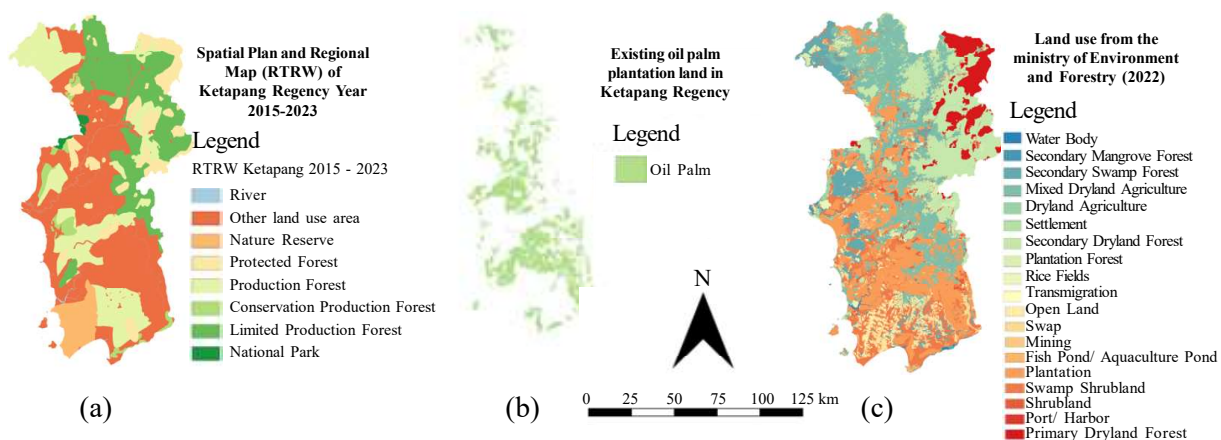 Spatial Plan and Regional
Map (RTRW) of
Ketapang Regency Year
2015-2023
Legend
RTRW Ketapang 2015 - 2023
River
Other land use area
Nature Reserve
Protected Forest
Production Forest
Conservation Production Forest
Limited Production Forest
National Park
(a)
Existing oil palm
plantation land in
Ketapang Regency
Legend
Oil Palm
N
0 25 50 75 100 125 km
(b)
Land use from the
ministry of Environment
and Forestry (2022)
Legend
Water Body
Secondary Mangrove Forest
Secondary Swamp Forest
Mixed Dryland Agriculture
Dryland Agriculture
Settlement
Secondary Dryland Forest
Plantation Forest
Rice Fields
Transmigration
Open Land
Swap
Mining
Fish Pond/ Aquaculture Pond
Plantation
Swamp Shrubland
Shrubland
Port/ Harbor
Primary Dryland Forest
(c)